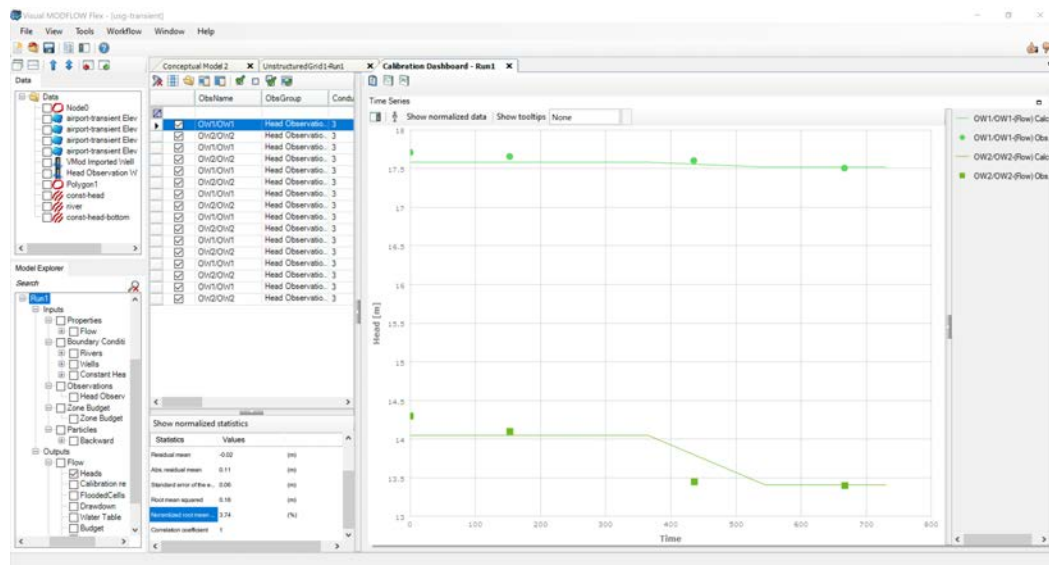 Visual MODFLOW Flex - [usg-transient]
File View Tools Workflow Window Help
Conceptual Model 2 X UnstructuredGrid1-Run1 X Calibration Dashboard - Run1 X
Data
Data
Node0
airport-transient Elev
airport-transient Elev
airport-transient Elev
airport-transient Elev
VMod Imported Well
Head Observation W
Polygon1
const-head
river
const-head-bottom
Model Explorer
Search
Run1
Inputs
Properties
Flow
Boundary Conditi
Rivers
Wells
Constant Hea
Observations
Head Observ
Zone Budget
Zone Budget
Particles
Backward
Outputs
Flow
Heads
Calibration re
FloodedCells
Drawdown
Water Table
Budget
ObsName ObsGroup Condu
OW1/OW1 Head Observatio... 3
OW2/OW2 Head Observatio... 3
OW1/OW1 Head Observatio... 3
OW2/OW2 Head Observatio... 3
OW1/OW1 Head Observatio... 3
OW2/OW2 Head Observatio... 3
OW1/OW1 Head Observatio... 3
OW2/OW2 Head Observatio... 3
OW1/OW1 Head Observatio... 3
OW2/OW2 Head Observatio... 3
OW1/OW1 Head Observatio... 3
OW2/OW2 Head Observatio... 3
OW1/OW1 Head Observatio... 3
OW2/OW2 Head Observatio... 3
OW1/OW1 Head Observatio... 3
OW2/OW2 Head Observatio... 3
Show normalized statistics
Statistics Values
Residual mean -0.02 (m)
Abs. residual mean 0.11 (m)
Standard error of the e... 0.06 (m)
Root mean squared 0.16 (m)
Normalized root mean ... 3.74 (%)
Correlation coefficient 1
Time Series
Show normalized data Show tooltips None
18
17.5
17
16.5
16
15.5
15
14.5
14
13.5
13
Head [m]
0 100 200 300 400 500 600 700 800
Time
OW1/OW1-(Flow) Calc
OW1/OW1-(Flow) Obs
OW2/OW2-(Flow) Calc
OW2/OW2-(Flow) Obs